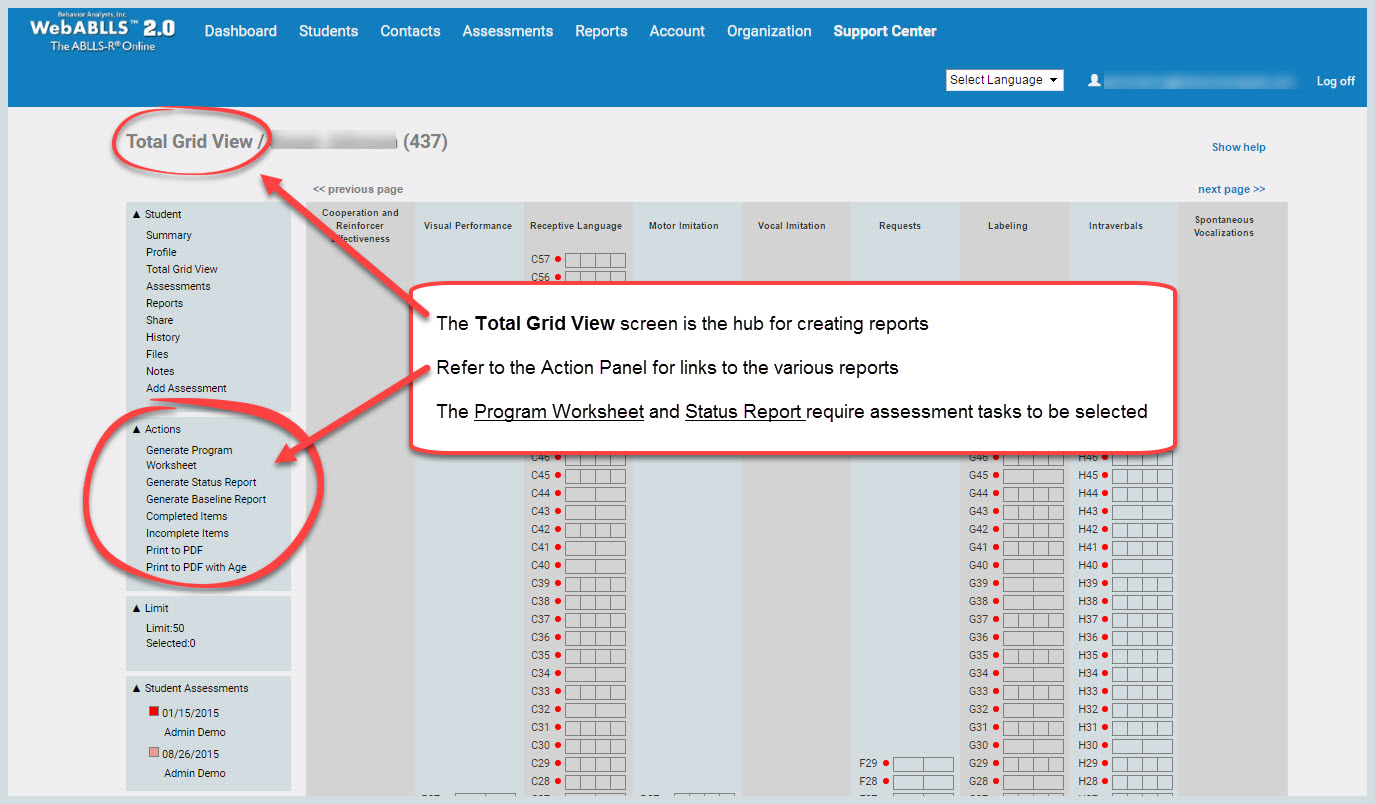 Behavior Analysts, Inc.
WebABLLS™ 2.0
The ABLLS-R® Online
Dashboard Students Contacts Assessments Reports Account Organization Support Center
Select Language
Log off
Total Grid View / (437)
Show help
<< previous page
next page >>
▲ Student
Summary
Profile
Total Grid View
Assessments
Reports
Share
History
Files
Notes
Add Assessment
▲ Actions
Generate Program
Worksheet
Generate Status Report
Generate Baseline Report
Completed Items
Incomplete Items
Print to PDF
Print to PDF with Age
▲ Limit
Limit:50
Selected:0
▲ Student Assessments
01/15/2015
Admin Demo
08/26/2015
Admin Demo
Cooperation and
Reinforcer
Effectiveness
Visual Performance
Receptive Language
Motor Imitation
Vocal Imitation
Requests
Labeling
Intraverbals
Spontaneous
Vocalizations
C57
C56
The Total Grid View screen is the hub for creating reports
Refer to the Action Panel for links to the various reports
The Program Worksheet and Status Report require assessment tasks to be selected
C46 G46 H46
C45 G45 H45
C44 G44 H44
C43 G43 H43
C42 G42 H42
C41 G41 H41
C40 G40 H40
C39 G39 H39
C38 G38 H38
C37 G37 H37
C36 G36 H36
C35 G35 H35
C34 G34 H34
C33 G33 H33
C32 G32 H32
C31 G31 H31
C30 G30 H30
C29 F29 G29 H29
C28 F28 G28 H28